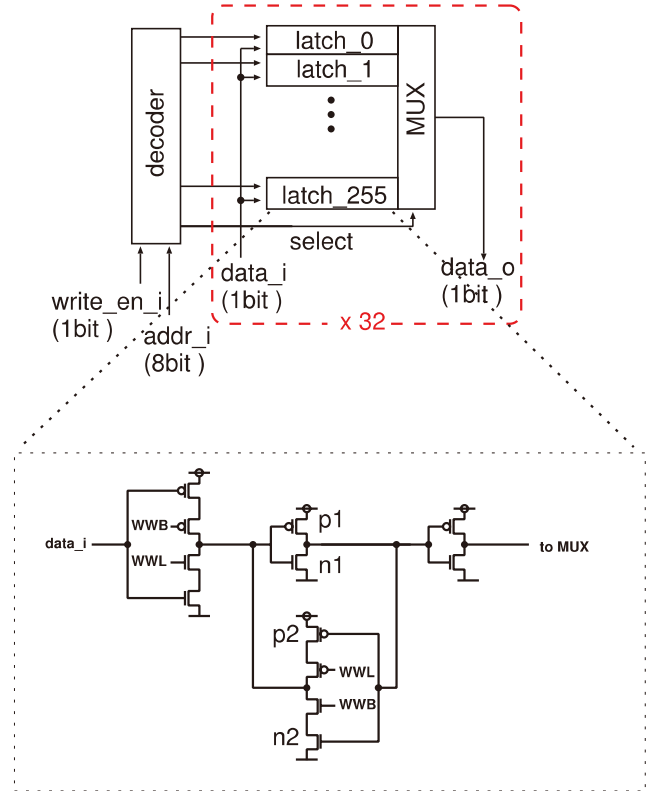 latch_0
latch_1
decoder
MUX
latch_255
select
data_i
(1bit )
data_o
(1bit )
write_en_i
(1bit )
x 32
addr_i
(8bit )
p1
WWB
data_i
to MUX
WWL
n1
p2
WWL
WWB
n2